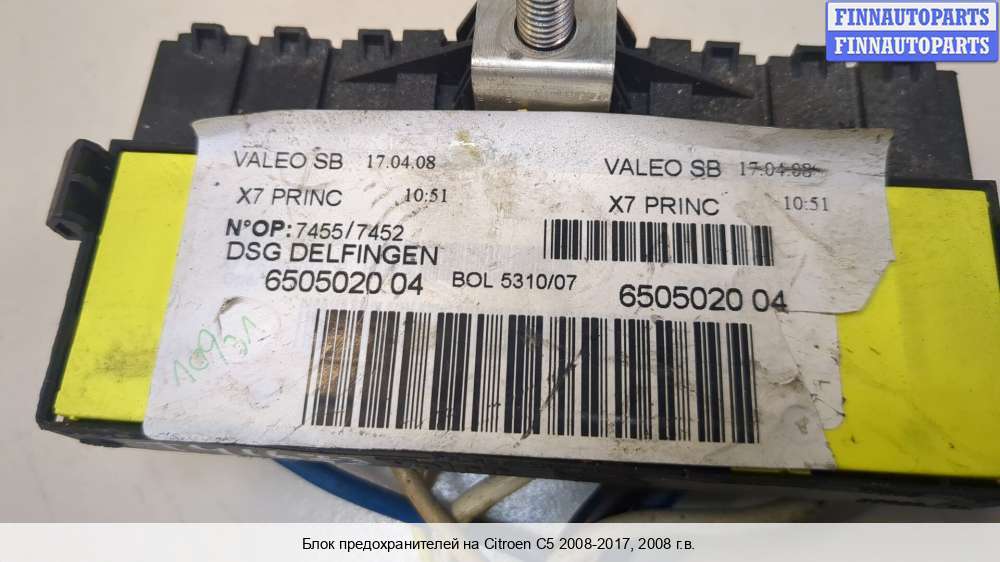 FINNAUTOPARTS
FINNAUTOPARTS
VALEO SB 17.04.08
X7 PRINC 10:51
N°OP: 7455/7452
DSG DELFINGEN
6505020 04
BOL 5310/07
VALEO SB 17.04.08
X7 PRINC 10:51
6505020 04
Блок предохранителей на Citroen C5 2008-2017, 2008 г.в.